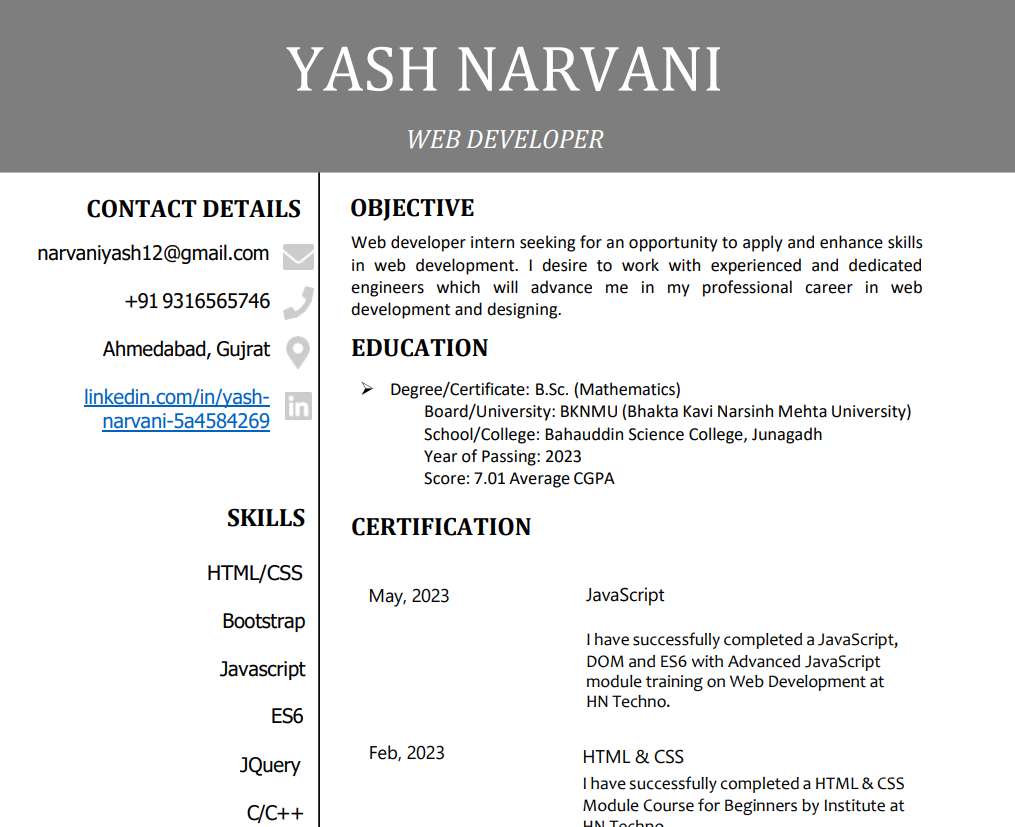 YASH NARVANI
WEB DEVELOPER
CONTACT DETAILS
narvaniyash12@gmail.com
+91 9316565746
Ahmedabad, Gujrat
linkedin.com/in/yash-
narvani-5a4584269
SKILLS
HTML/CSS
Bootstrap
Javascript
ES6
JQuery
C/C++
OBJECTIVE
Web developer intern seeking for an opportunity to apply and enhance skills
in web development. I desire to work with experienced and dedicated
engineers which will advance me in my professional career in web
development and designing.
EDUCATION
Degree/Certificate: B.Sc. (Mathematics)
Board/University: BKNMU (Bhakta Kavi Narsinh Mehta University)
School/College: Bahauddin Science College, Junagadh
Year of Passing: 2023
Score: 7.01 Average CGPA
CERTIFICATION
May, 2023
JavaScript
I have successfully completed a JavaScript,
DOM and ES6 with Advanced JavaScript
module training on Web Development at
HN Techno.
Feb, 2023
HTML & CSS
I have successfully completed a HTML & CSS
Module Course for Beginners by Institute at
HN Techno.